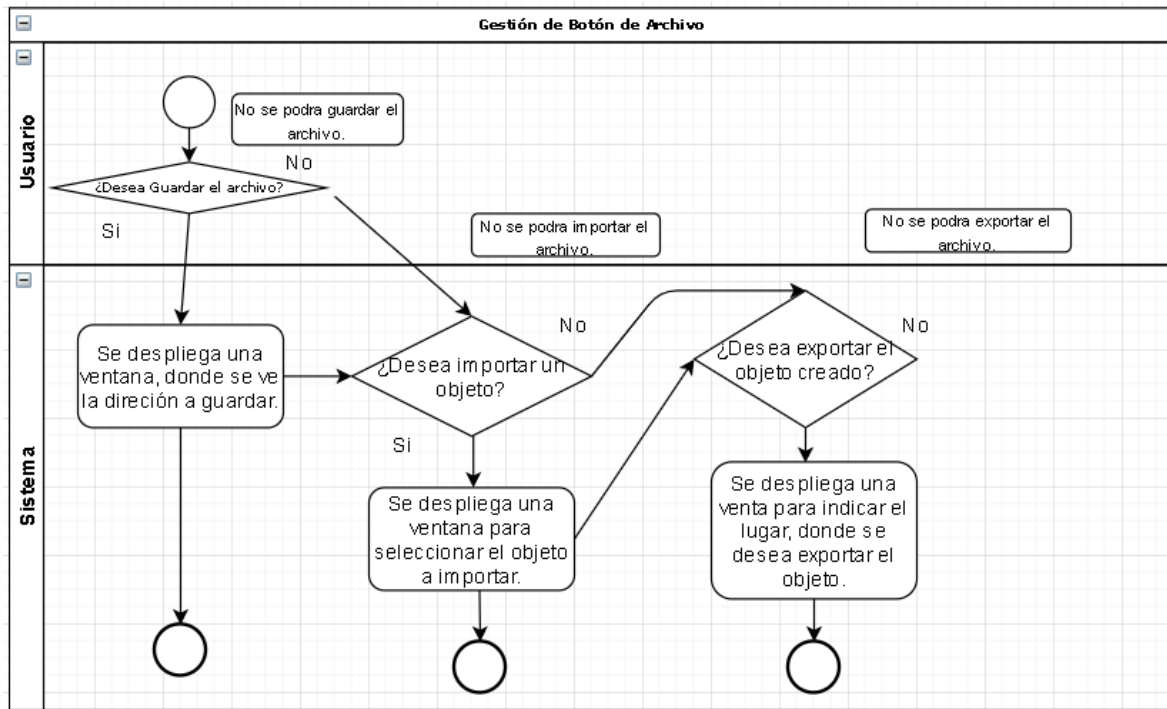 Gestión de Botón de Archivo
Usuario
No se podra guardar el
archivo.
No
¿Desea Guardar el archivo?
Si
No se podra importar el
archivo.
No se podra exportar el
archivo.
Sistema
Se despliega una
ventana, donde se ve
la direción a guardar.
¿Desea importar un
objeto?
No
Si
¿Desea exportar el
objeto creado?
No
Se despliega una
ventana para
seleccionar el objeto
a importar.
Se despliega una
venta para indicar el
lugar, donde se
desea exportar el
objeto.